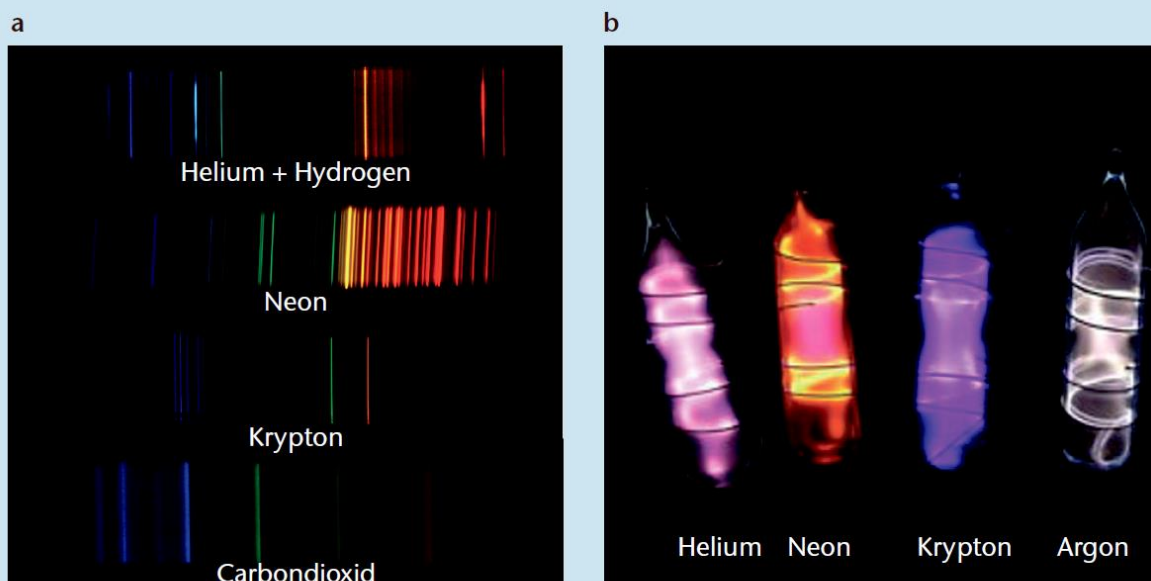 a
Helium + Hydrogen
Neon
Krypton
Carbondioxid
b
Helium Neon Krypton Argon